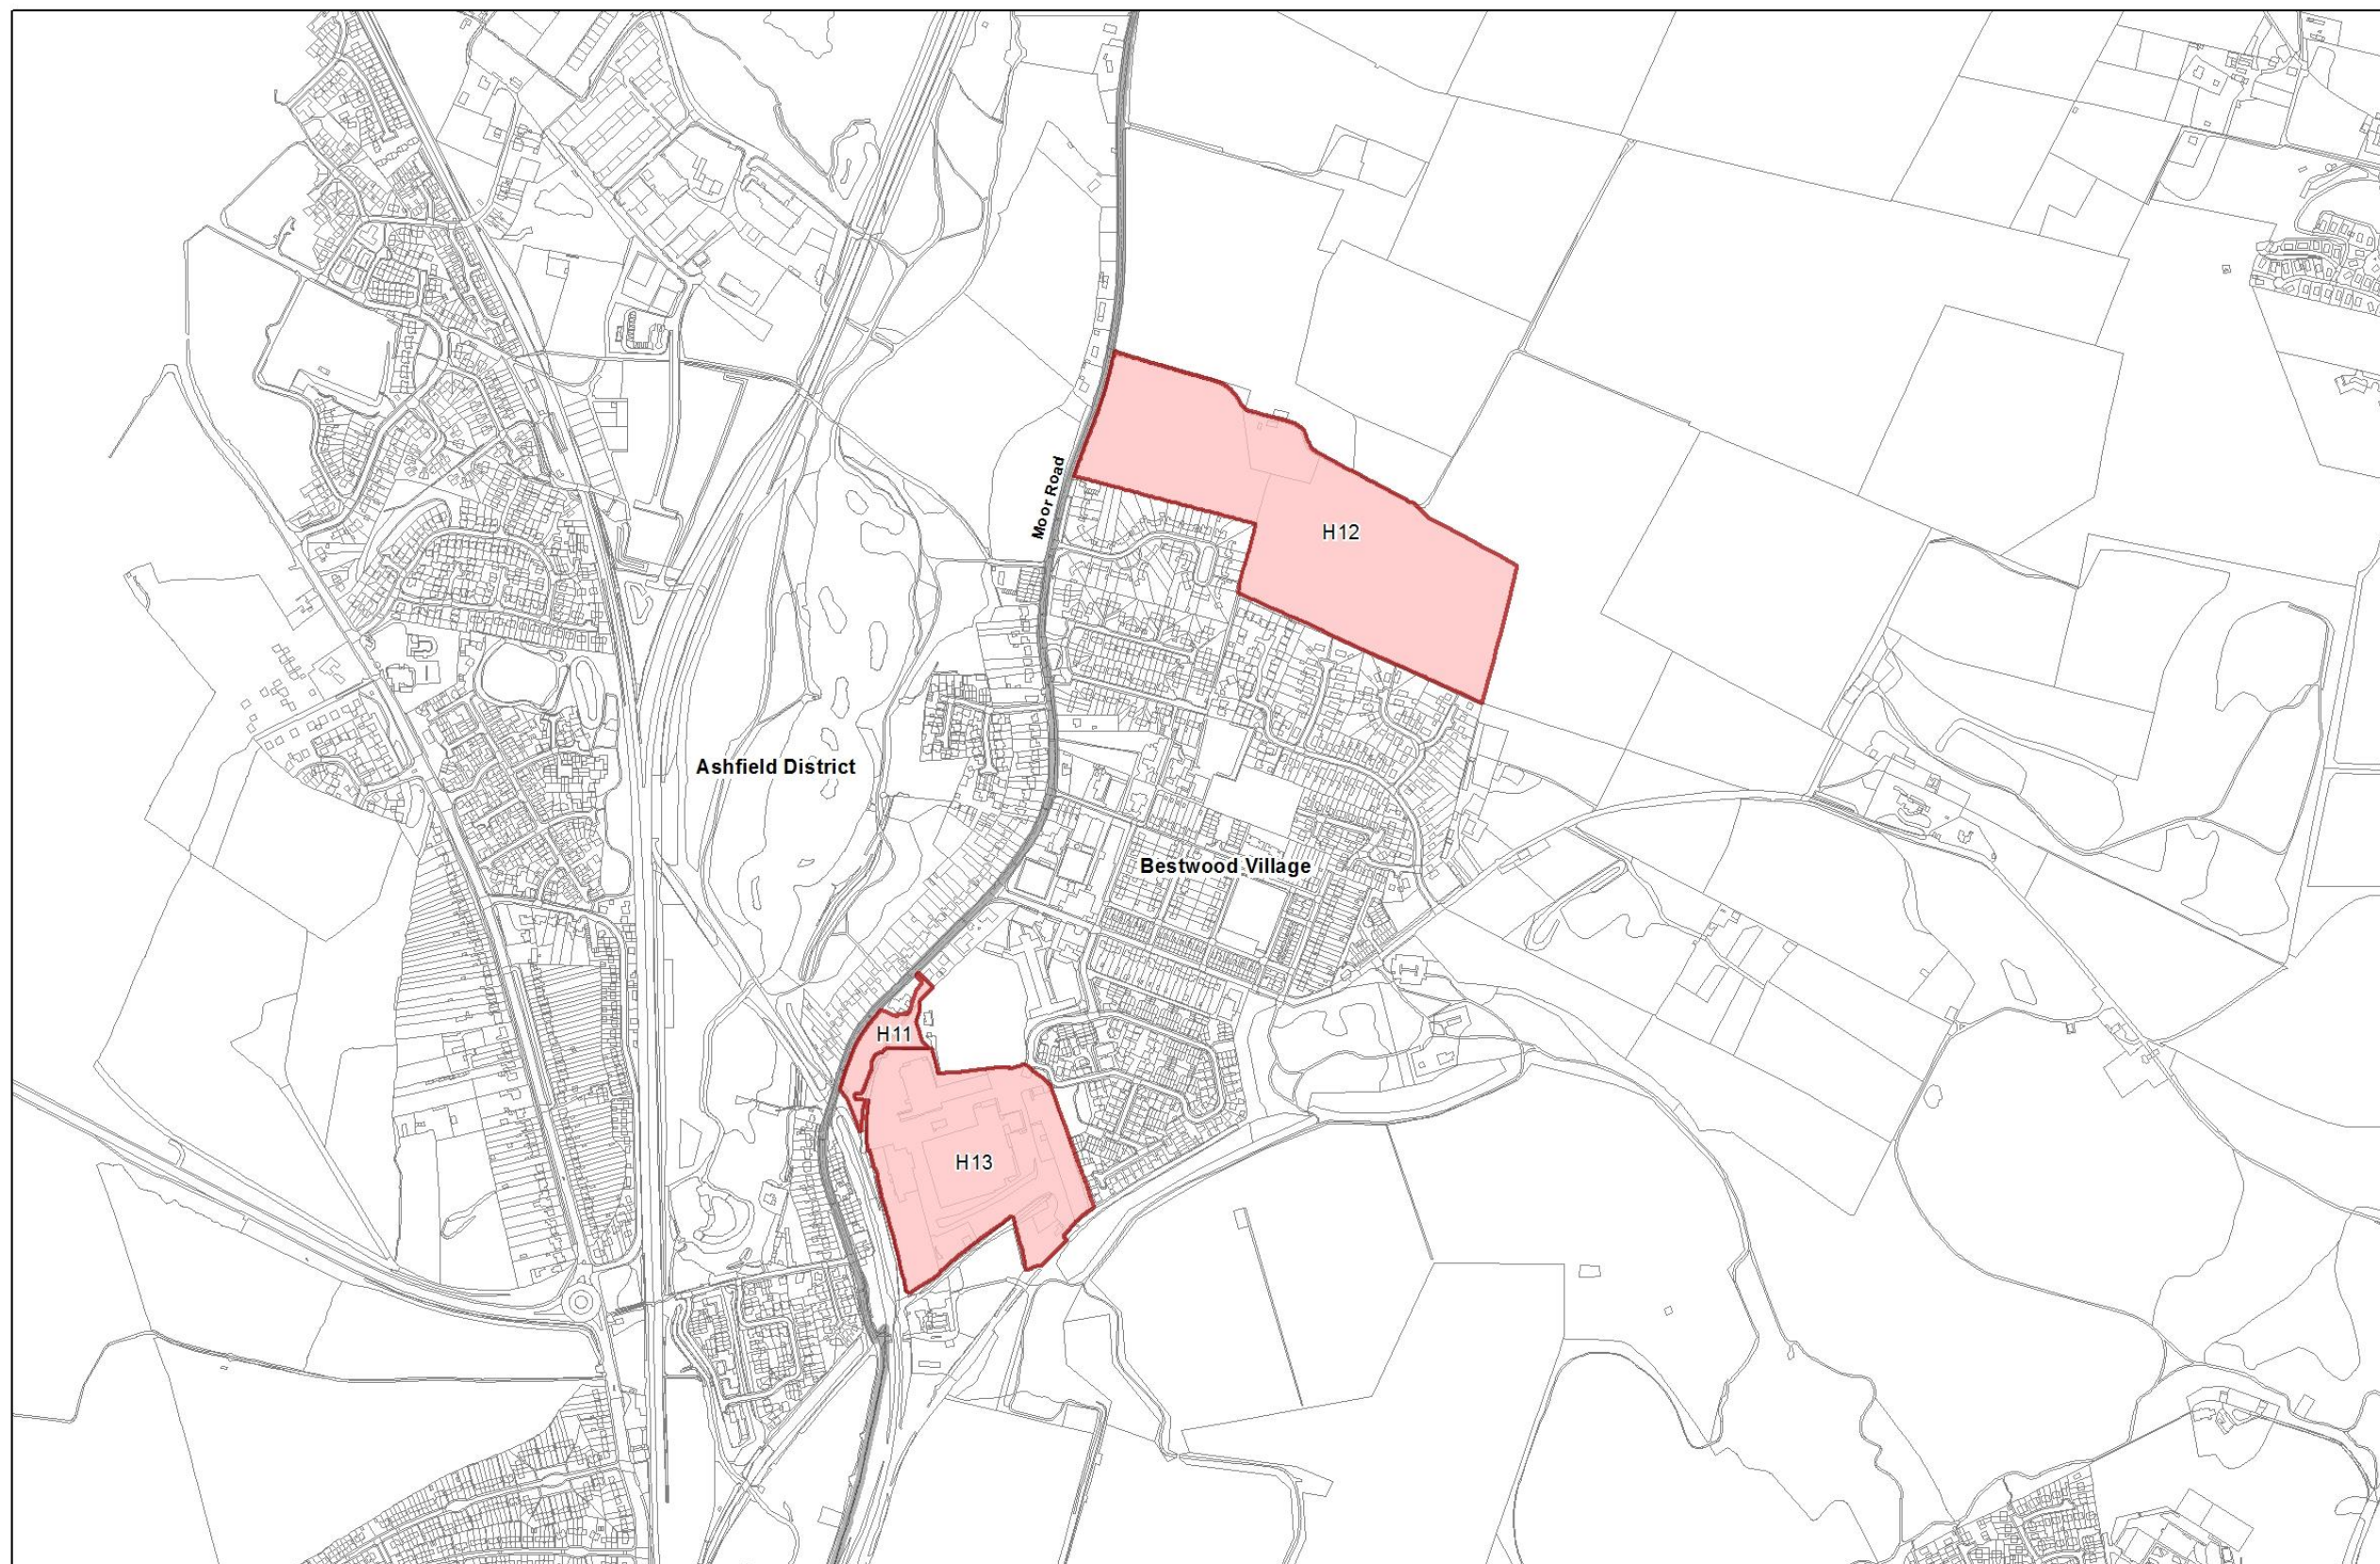 H12
Moor Road
Ashfield District
Bestwood Village
H11
H13